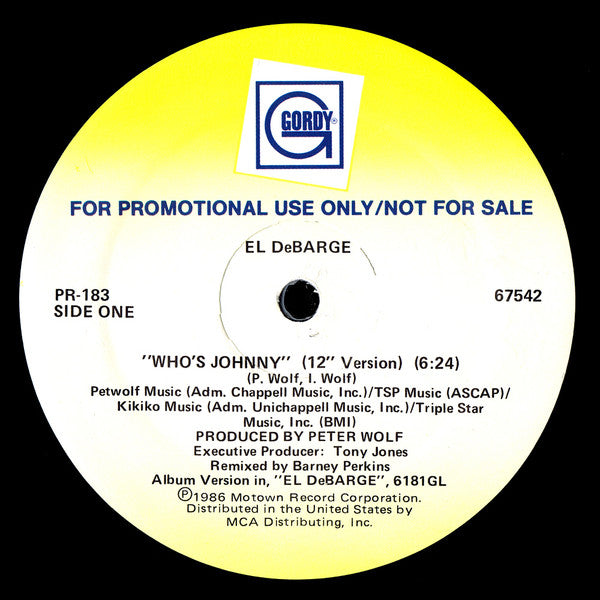 GORDY®
FOR PROMOTIONAL USE ONLY/NOT FOR SALE
EL DeBARGE
PR-183
SIDE ONE
67542
"WHO'S JOHNNY" (12" Version) (6:24)
(P. Wolf, I. Wolf)
Petwolf Music (Adm. Chappell Music, Inc.)/TSP Music (ASCAP)/
Kikiko Music (Adm. Unichappell Music, Inc.)/Triple Star
Music, Inc. (BMI)
PRODUCED BY PETER WOLF
Executive Producer: Tony Jones
Remixed by Barney Perkins
Album Version in, "EL DeBARGE", 6181GL
℗1986 Motown Record Corporation.
Distributed in the United States by
MCA Distributing, Inc.